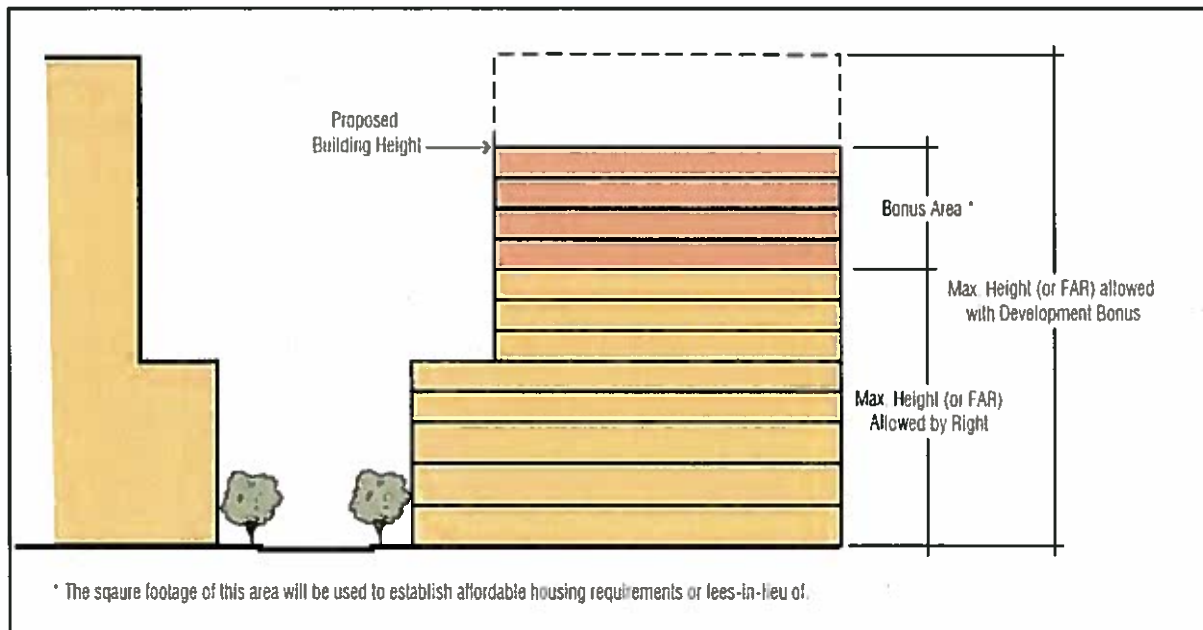 Proposed
Building Height
Bonus Area *
Max. Height (or FAR) allowed
with Development Bonus
Max. Height (or FAR)
Allowed by Right
* The sqaure footage of this area will be used to establish affordable housing requirements or fees-in-lieu of.